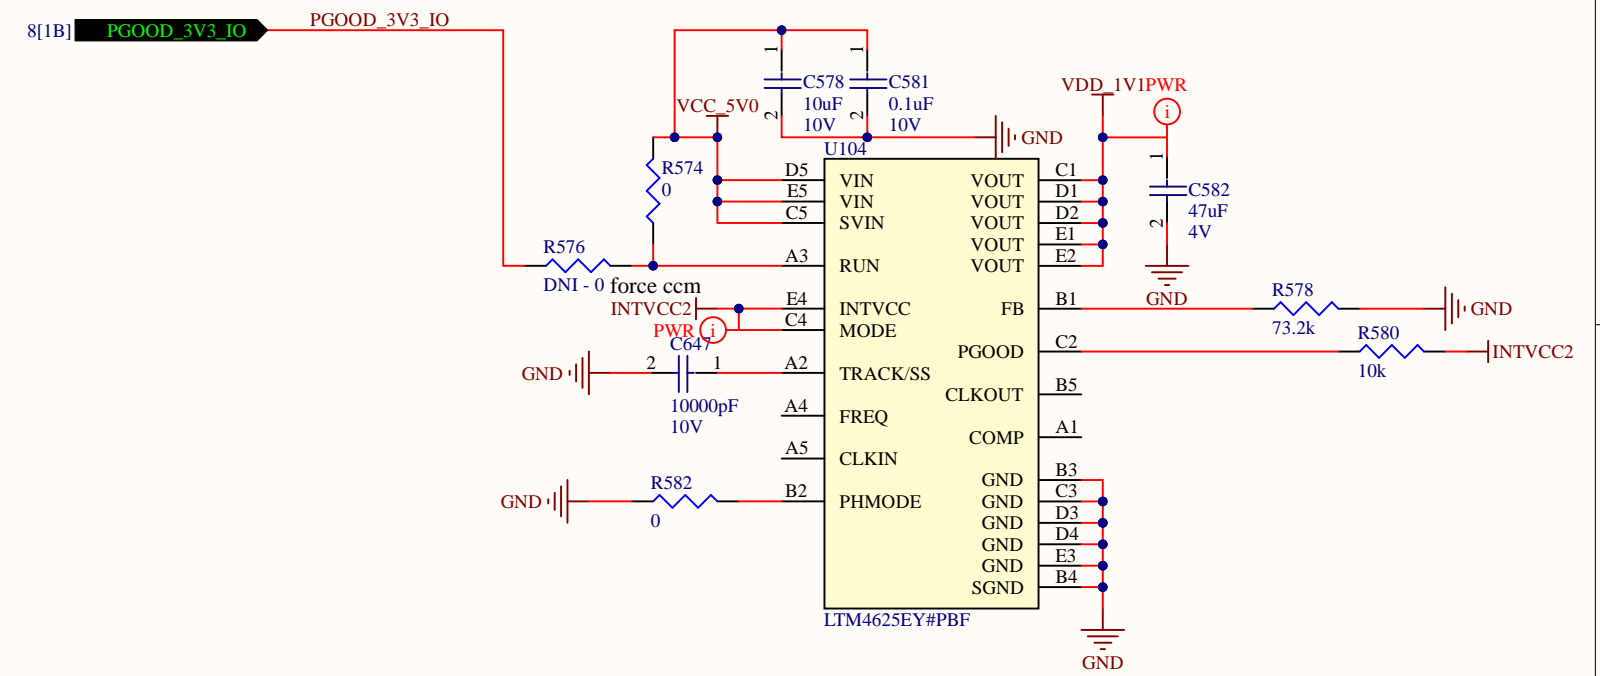 8[1B] PGOOD_3V3_IO PGOOD_3V3_IO
1 1
C578 C581
10uF 0.1uF
10V 10V
2 2
VCC_5V0
GND
VDD_1V1 PWR
i
1
C582
47uF
4V
2
GND
U104
R574
0
D5 VIN VOUT C1
E5 VIN VOUT D1
C5 SVIN VOUT D2
VOUT E1
R576
A3 RUN VOUT E2
DNI - 0 force ccm
INTVCC2 E4 INTVCC FB B1 R578 GND
73.2k
PWR i C4 MODE
C647
PGOOD C2 R580 INTVCC2
10k
GND 2 1 A2 TRACK/SS
10000pF
10V
CLKOUT B5
A4 FREQ
COMP A1
A5 CLKIN
GND B3
R582
GND B2 PHMODE GND C3
0
GND D3
GND D4
GND E3
SGND B4
LTM4625EY#PBF
GND